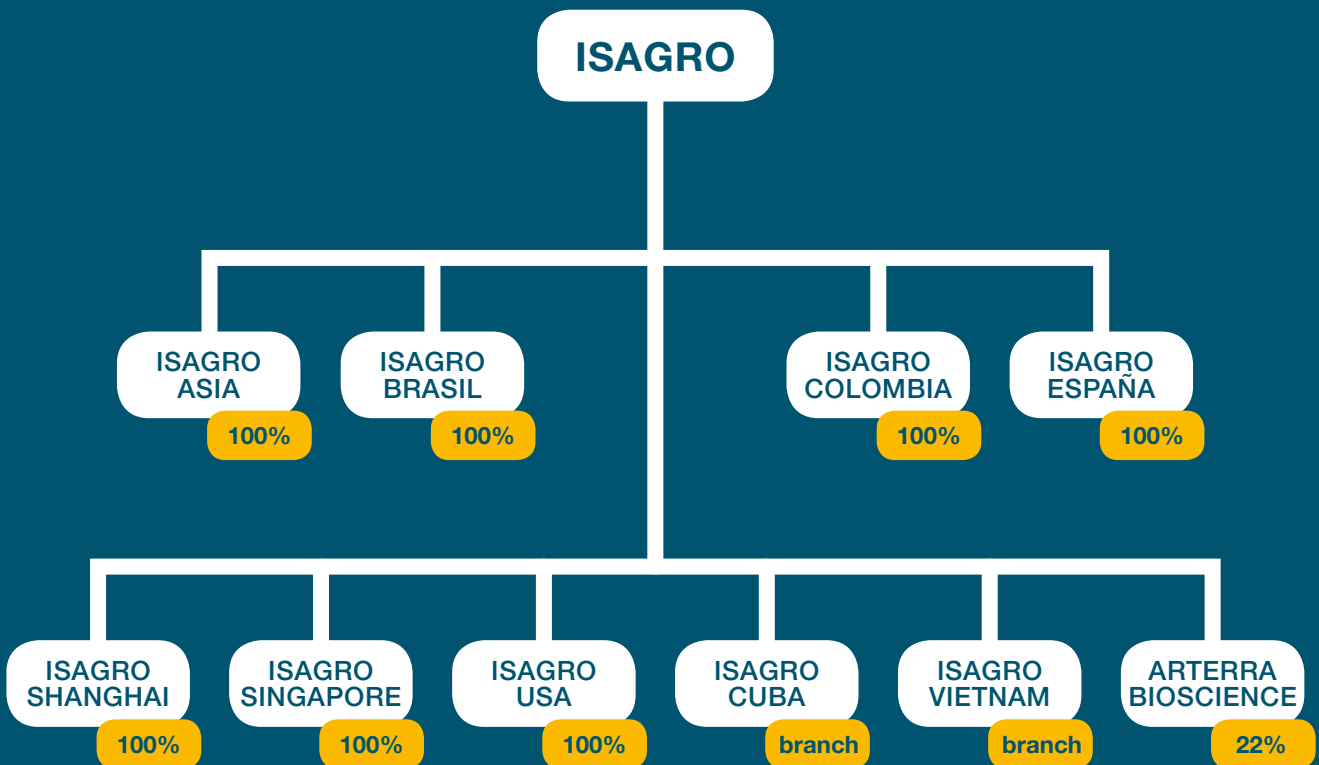 ISAGRO
ISAGRO
ASIA
100%
ISAGRO
BRASIL
100%
ISAGRO
COLOMBIA
100%
ISAGRO
ESPAÑA
100%
ISAGRO
SHANGHAI
100%
ISAGRO
SINGAPORE
100%
ISAGRO
USA
100%
ISAGRO
CUBA
branch
ISAGRO
VIETNAM
branch
ARTERRA
BIOSCIENCE
22%